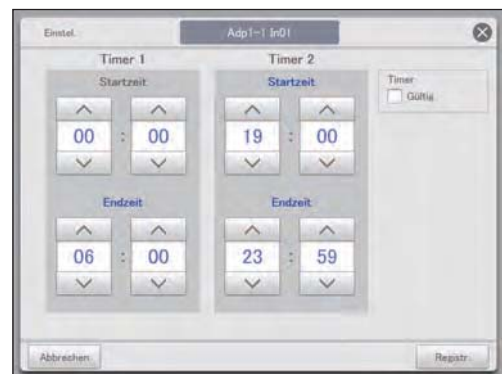 Einstel.
Adp1-1 In01
Timer 1
Timer 2
Startzeit
Startzeit
00 : 00
19 : 00
Endzeit
Endzeit
06 : 00
23 : 59
Timer
Gültig
Abbrechen
Registr.